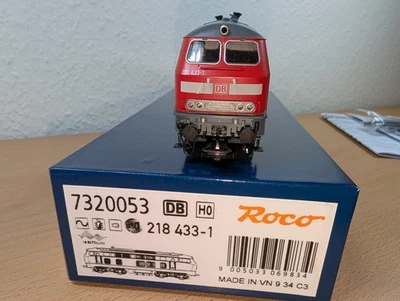 DB
7320053 DB H0 Roco
218 433-1
9 005033 069834
MADE IN VN 9 34 C3